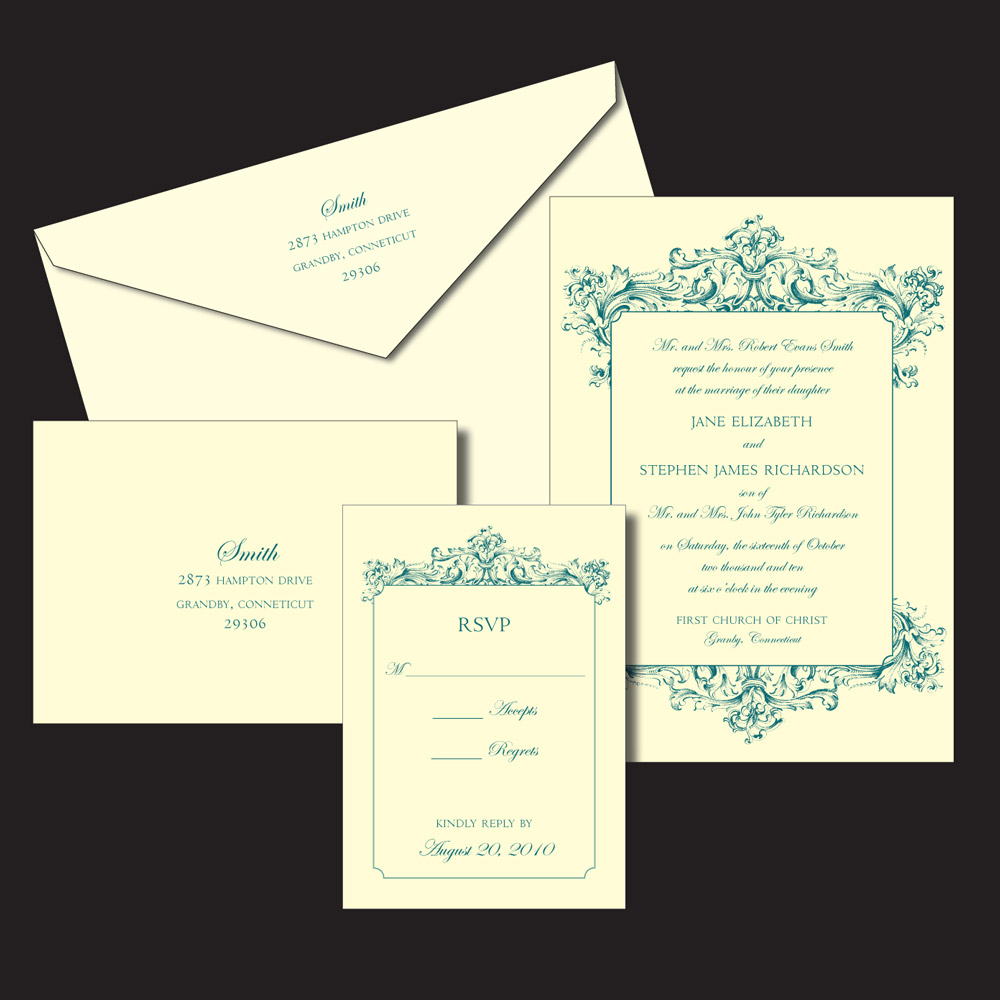 Smith
2873 HAMPTON DRIVE
GRANDBY, CONNETICUT
29306
Mr. and Mrs. Robert Evans Smith
request the honour of your presence
at the marriage of their daughter
JANE ELIZABETH
and
STEPHEN JAMES RICHARDSON
son of
Mr. and Mrs. John Tyler Richardson
on Saturday, the sixteenth of October
two thousand and ten
at six o'clock in the evening
FIRST CHURCH OF CHRIST
Granby, Connecticut
Smith
2873 HAMPTON DRIVE
GRANDBY, CONNETICUT
29306
RSVP
M
Accepts
Regrets
KINDLY REPLY BY
August 20, 2010